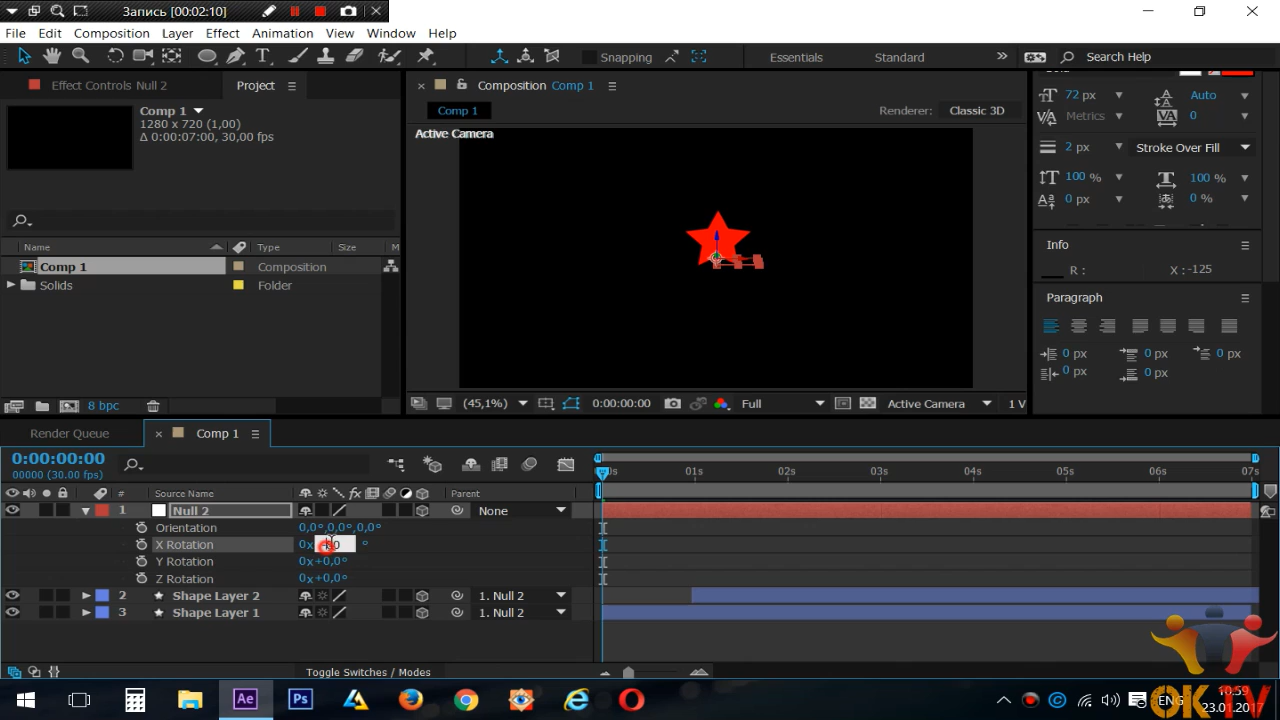 Запись [00:02:10]
File Edit Composition Layer Effect Animation View Window Help
Snapping Essentials Standard Search Help
Effect Controls Null 2 Project
Composition Comp 1
Comp 1
1280 x 720 (1,00)
Δ 0:00:07:00, 30,00 fps
Comp 1
Renderer: Classic 3D
Active Camera
72 px Auto
Metrics 0
2 px Stroke Over Fill
100 % 100 %
0 px 0 %
Info
R : X : -125
Paragraph
0 px 0 px 0 px
0 px 0 px
Name Type Size M
Comp 1 Composition
Solids Folder
8 bpc
(45,1%) 0:00:00:00 Full Active Camera 1 V
Render Queue Comp 1
0:00:00:00
00000 (30.00 fps)
0s 01s 02s 03s 04s 05s 06s 07s
# Source Name Parent
1 Null 2 None
Orientation 0,0°,0,0°,0,0°
X Rotation 0x °
Y Rotation 0x+0,0°
Z Rotation 0x+0,0°
2 Shape Layer 2 1. Null 2
3 Shape Layer 1 1. Null 2
Toggle Switches / Modes
Ae Ps ENG 10:59
23.01.2017
OK TV